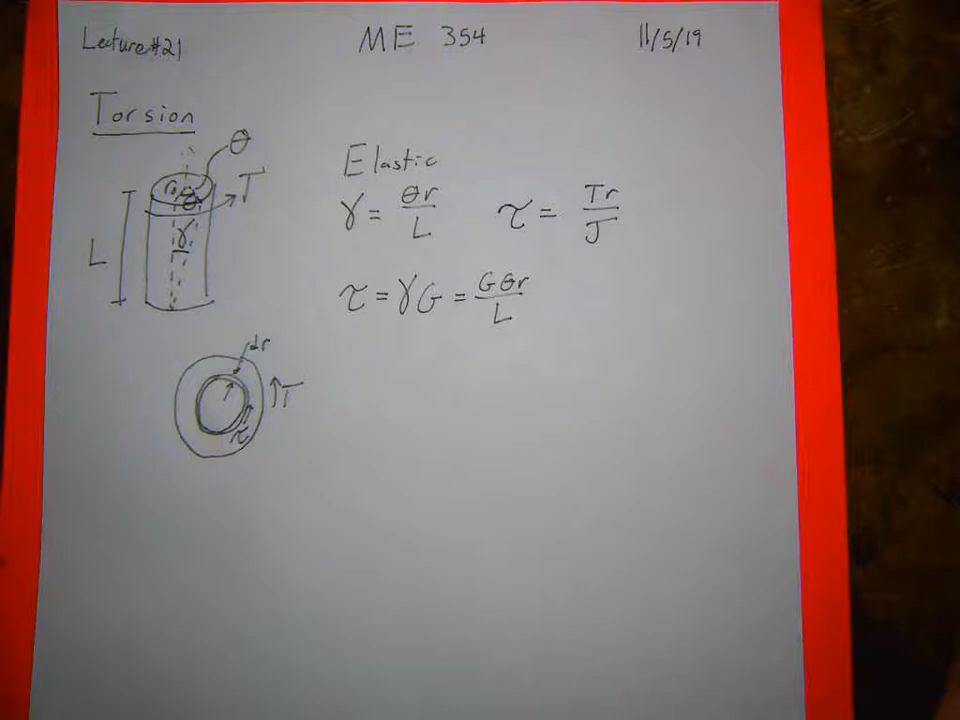 Lecture #21 ME 354 11/5/19
Torsion
θ
Elastic
r θ T
γ = θr/L τ = Tr/J
γ
L
τ = γG = Gθr/L
dr
T
τ